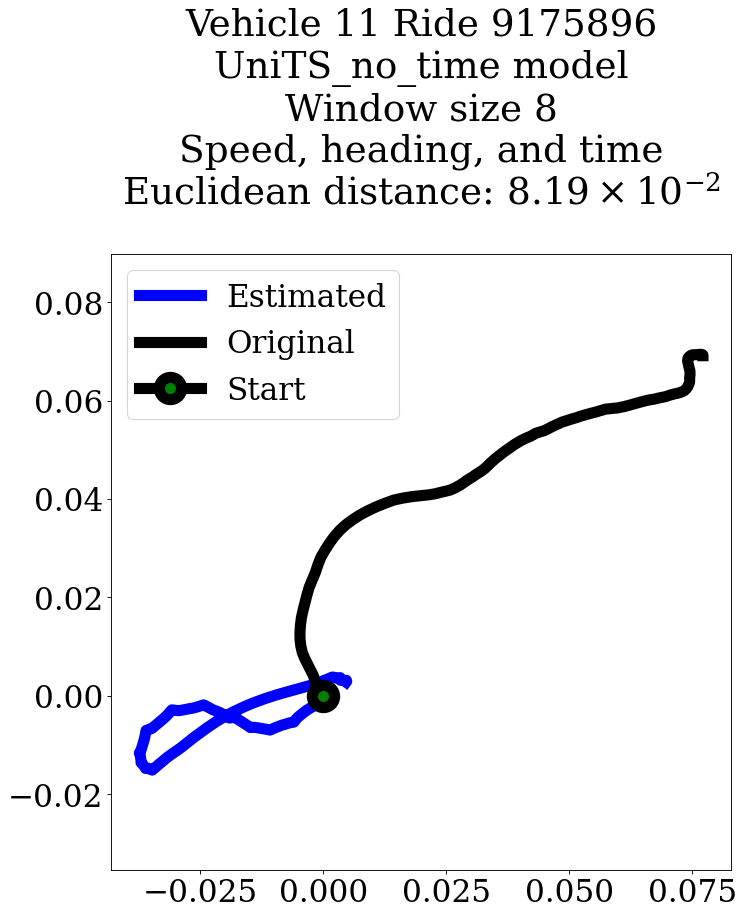 Vehicle 11 Ride 9175896
UniTS_no_time model
Window size 8
Speed, heading, and time
Euclidean distance: 8.19 × 10⁻²
Estimated
Original
Start
0.08
0.06
0.04
0.02
0.00
−0.02
−0.025 0.000 0.025 0.050 0.075